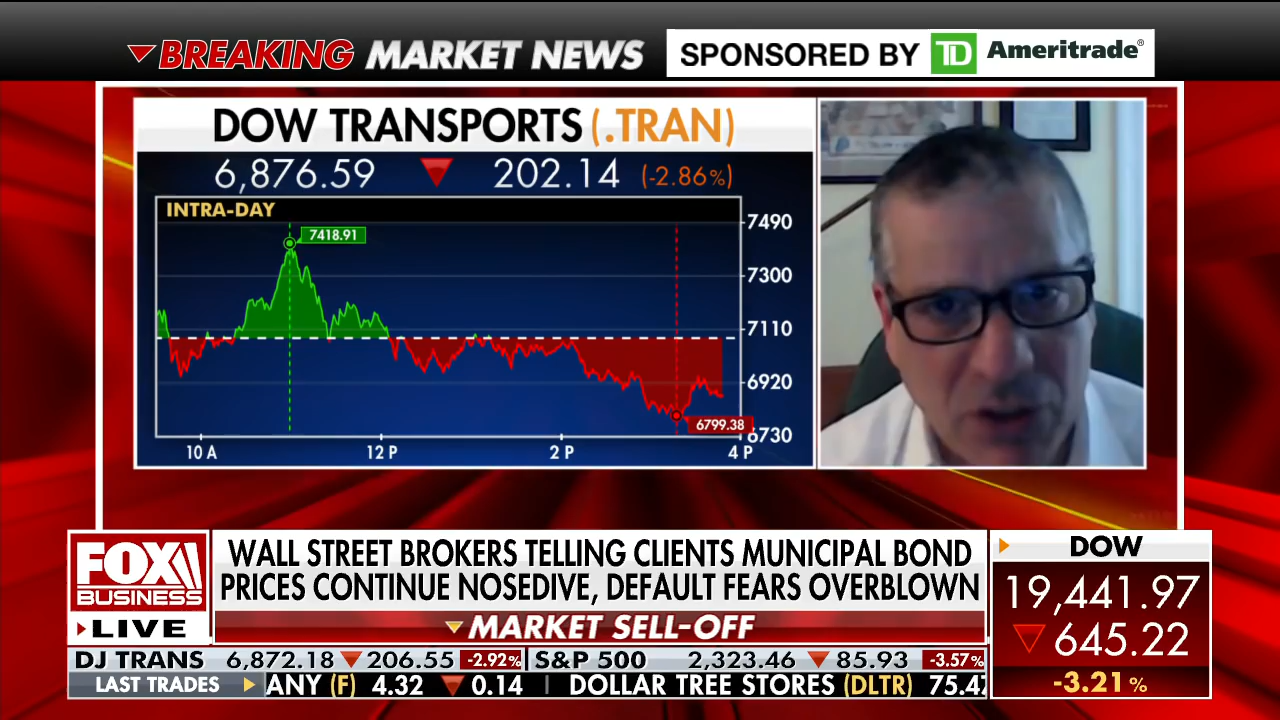 BREAKING MARKET NEWS
SPONSORED BY TD Ameritrade®
DOW TRANSPORTS (.TRAN)
6,876.59 ▼ 202.14 (-2.86%)
INTRA-DAY
7418.91
7490
7300
7110
6920
6799.38
6730
10 A 12 P 2 P 4 P
FOX BUSINESS
LIVE
WALL STREET BROKERS TELLING CLIENTS MUNICIPAL BOND
PRICES CONTINUE NOSEDIVE, DEFAULT FEARS OVERBLOWN
MARKET SELL-OFF
DOW
19,441.97
▽ 645.22
-3.21%
DJ TRANS 6,872.18 ▼ 206.55 -2.92% S&P 500 2,323.46 ▼ 85.93 -3.57%
LAST TRADES ANY (F) 4.32 ▼ 0.14 | DOLLAR TREE STORES (DLTR) 75.4